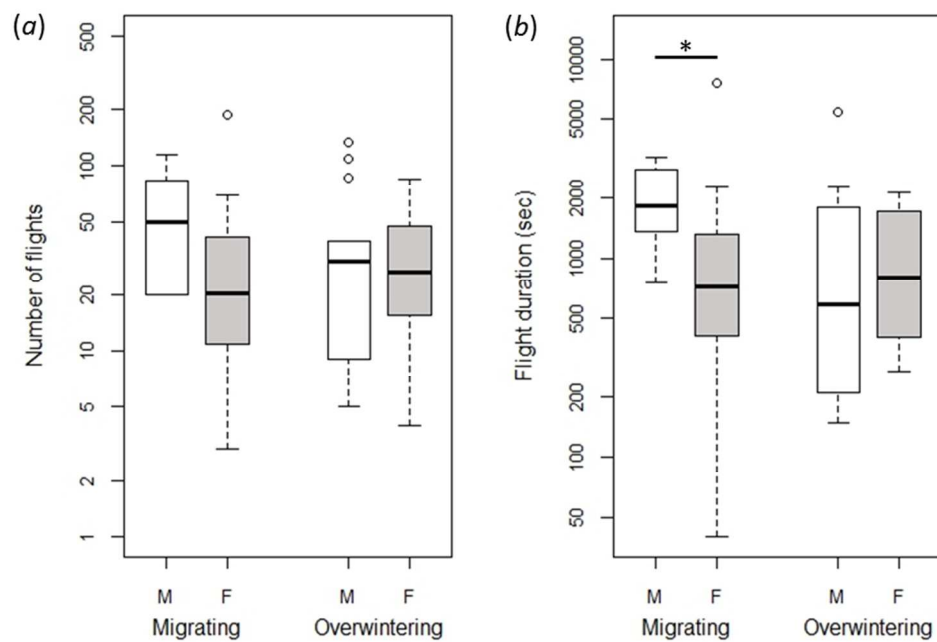 (a)
Number of flights
500
200
100
50
20
10
5
2
1
M F M F
Migrating Overwintering
(b)
*
Flight duration (sec)
10000
5000
2000
1000
500
200
100
50
M F M F
Migrating Overwintering